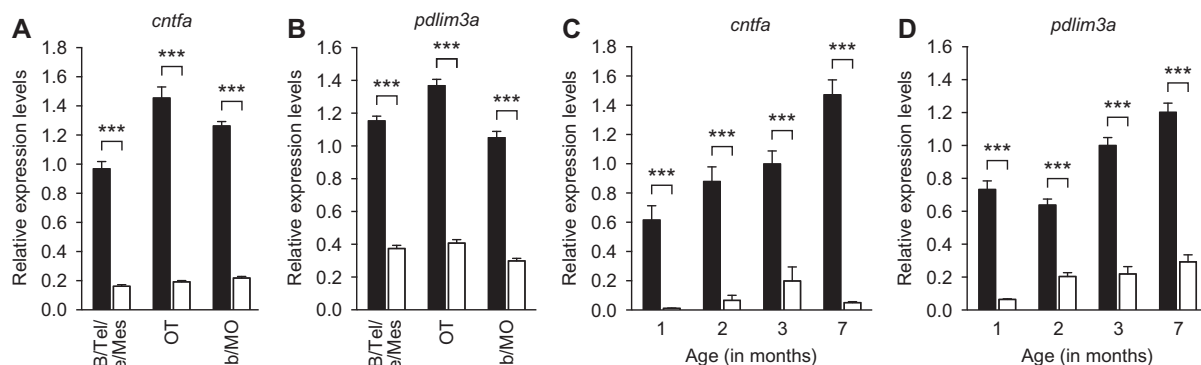 A
cntfa
Relative expression levels
1.8
1.6
1.4
1.2
1.0
0.8
0.6
0.4
0.2
0.0
***
***
***
B/Tel/
e/Mes
OT
b/MO
B
pdlim3a
Relative expression levels
1.6
1.4
1.2
1.0
0.8
0.6
0.4
0.2
0.0
***
***
***
B/Tel/
e/Mes
OT
b/MO
C
cntfa
Relative expression levels
1.8
1.6
1.4
1.2
1.0
0.8
0.6
0.4
0.2
0.0
***
***
***
***
1 2 3 7
Age (in months)
D
pdlim3a
Relative expression levels
1.6
1.4
1.2
1.0
0.8
0.6
0.4
0.2
0.0
***
***
***
***
1 2 3 7
Age (in months)